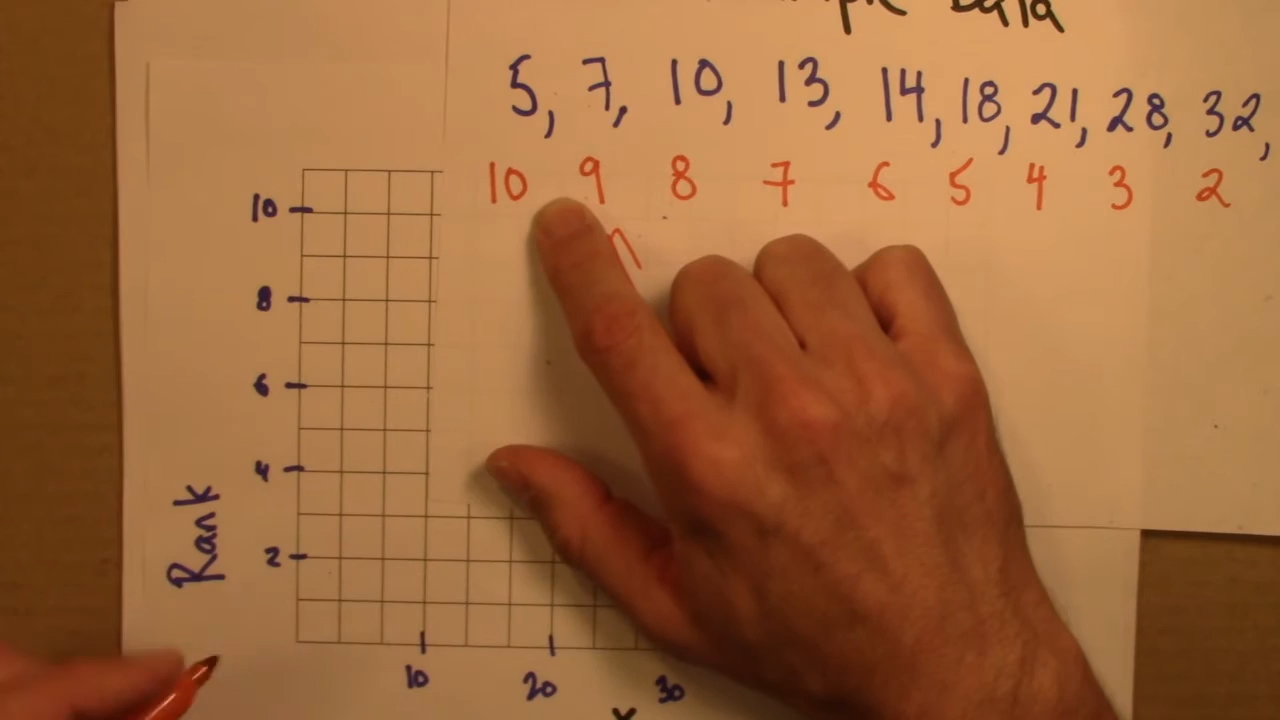 Data
5, 7, 10, 13, 14, 18, 21, 28, 32,
10 9 8 7 6 5 4 3 2
10
8
6
4
2
Rank
10 20 30